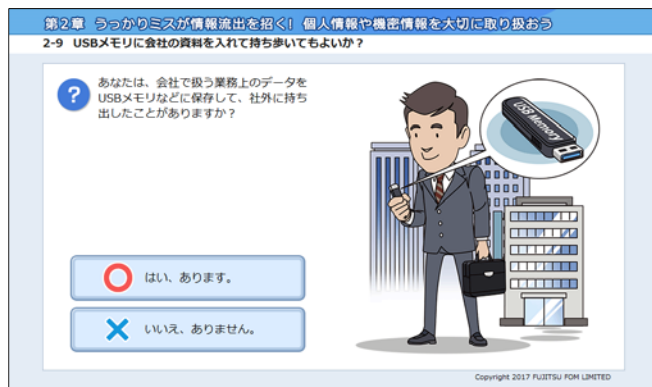 第2章 うっかりミスが情報流出を招く! 個人情報や機密情報を大切に取り扱おう
2-9 USBメモリに会社の資料を入れて持ち歩いてもよいか？
?
あなたは、会社で扱う業務上のデータを
USBメモリなどに保存して、社外に持ち
出したことがありますか？
USB Memory
はい、あります。
いいえ、ありません。
Copyright 2017 FUJITSU FOM LIMITED